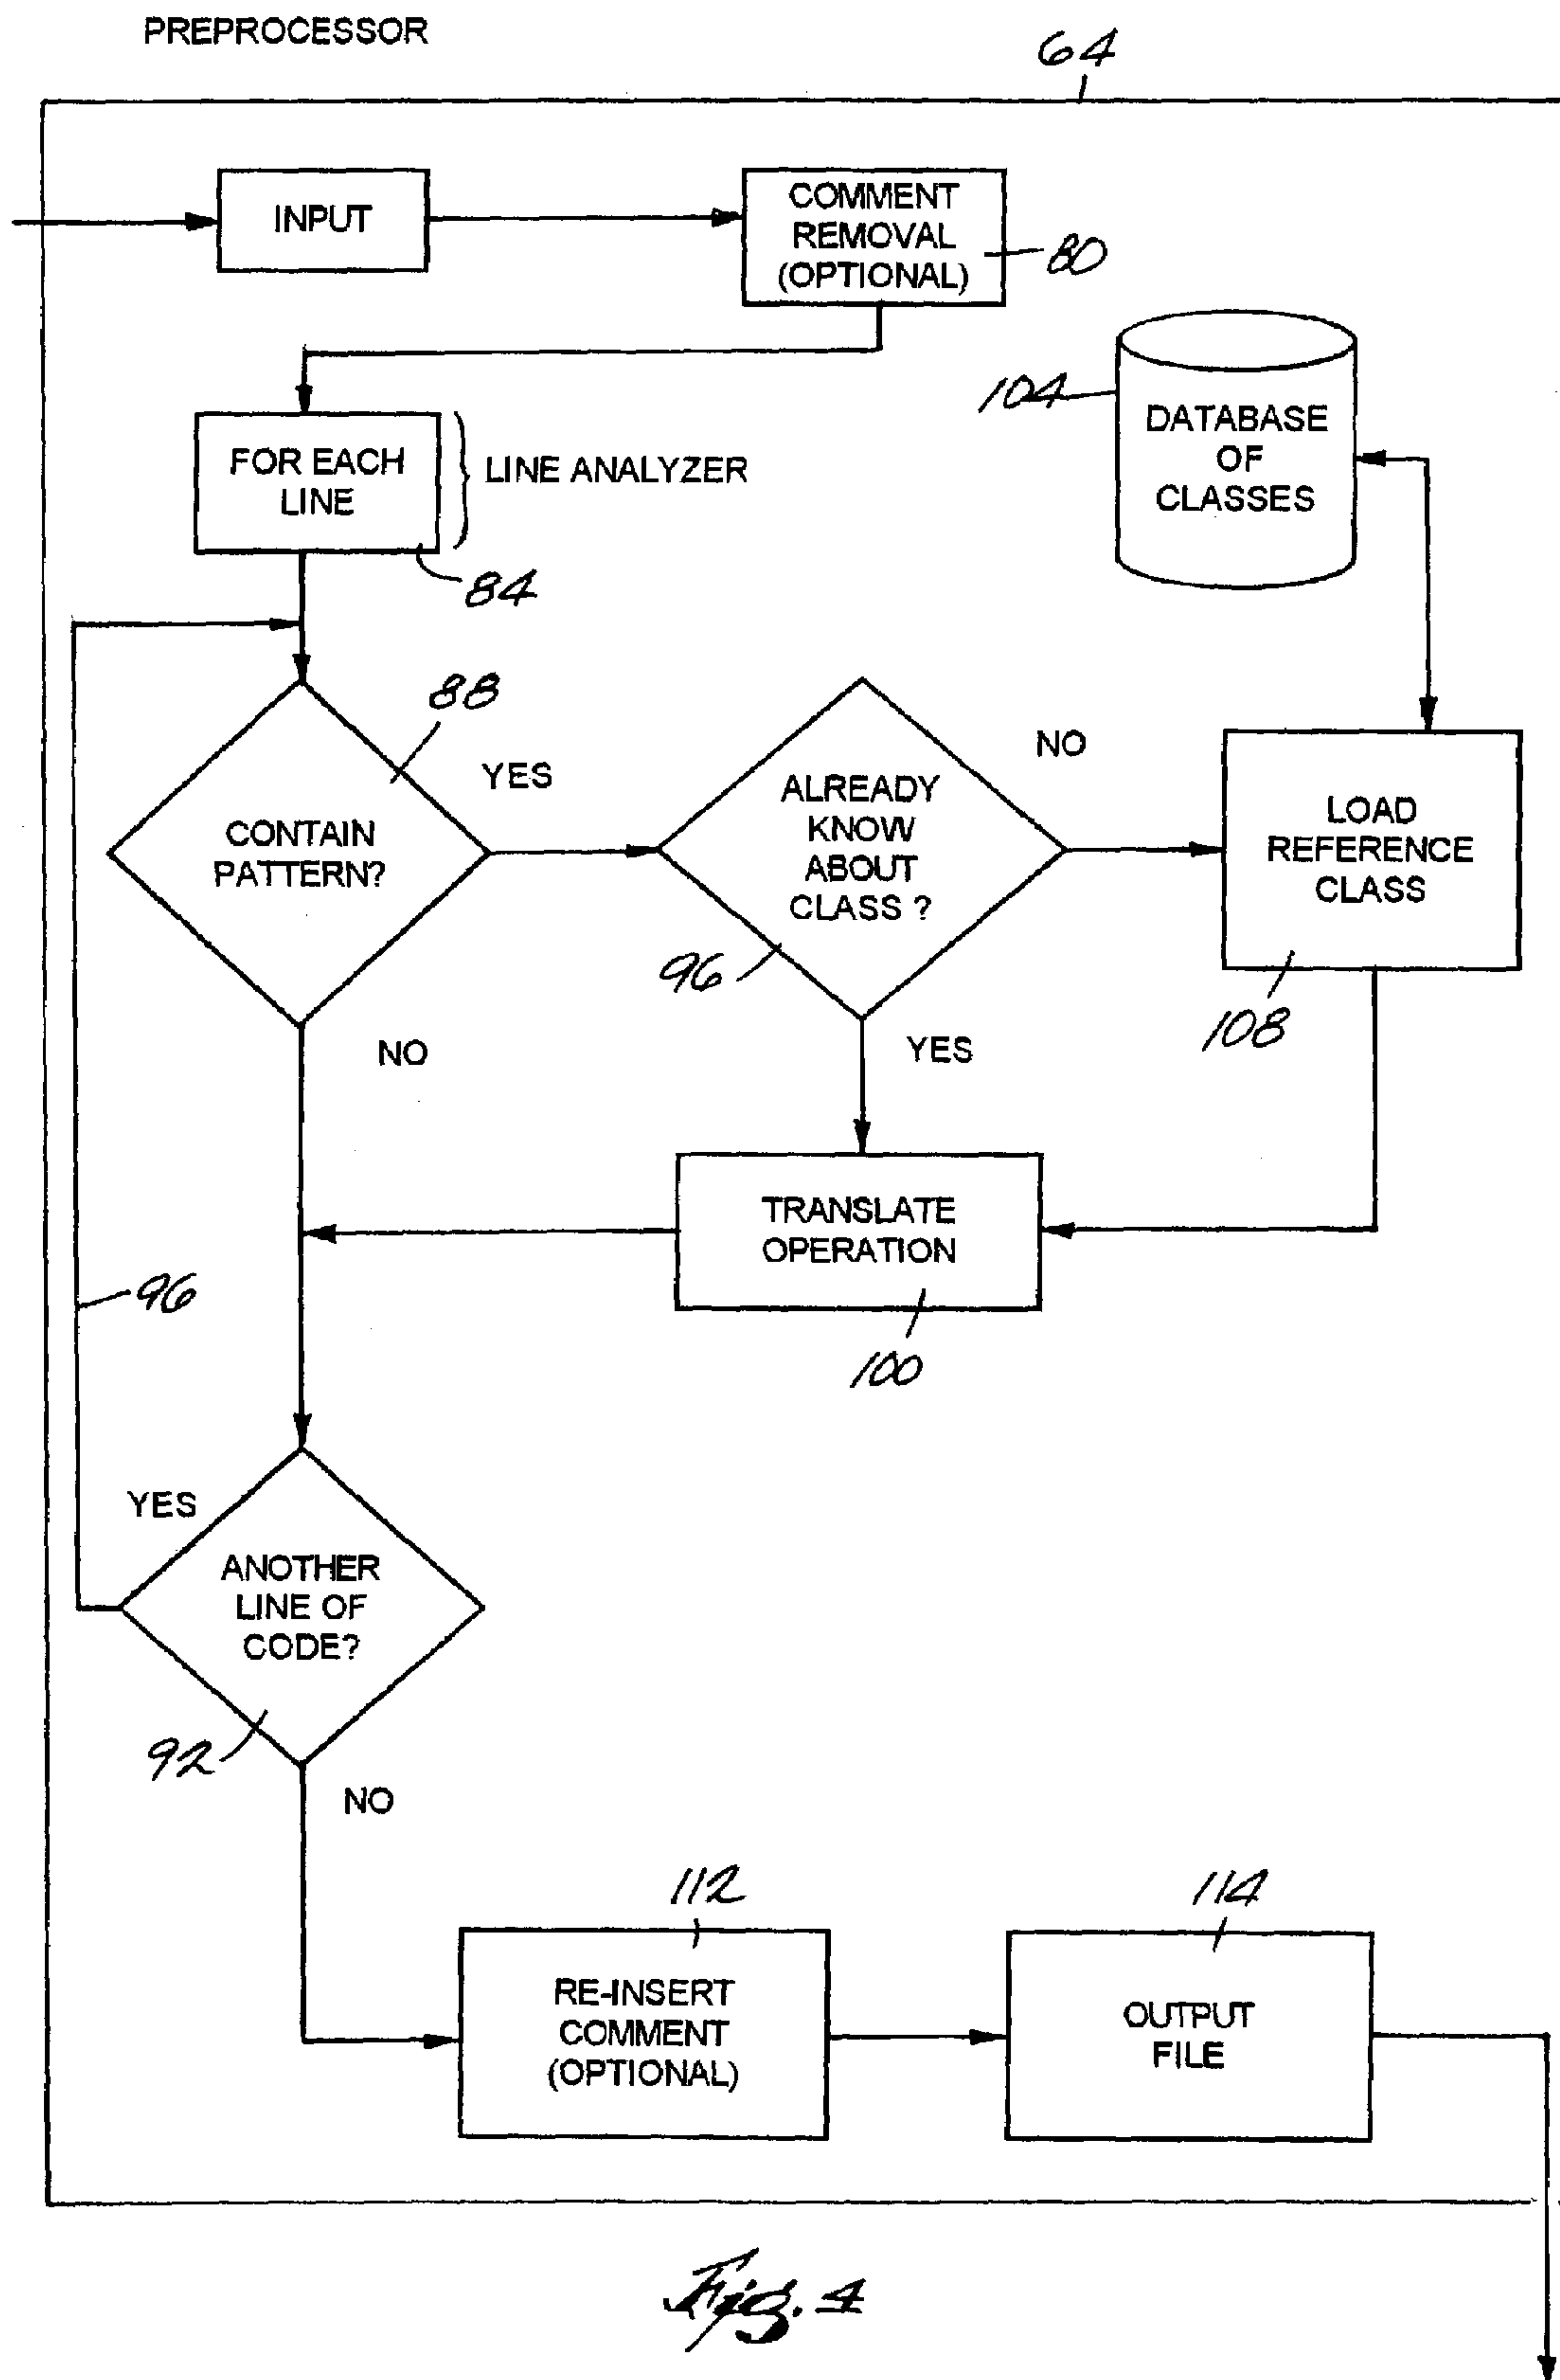 PREPROCESSOR
64
INPUT
COMMENT
REMOVAL
(OPTIONAL)
80
104
DATABASE
OF
CLASSES
FOR EACH
LINE
LINE ANALYZER
84
88
YES
CONTAIN
PATTERN?
NO
ALREADY
KNOW
ABOUT
CLASS ?
96
NO
YES
LOAD
REFERENCE
CLASS
108
TRANSLATE
OPERATION
100
96
YES
ANOTHER
LINE OF
CODE?
92
NO
112
RE-INSERT
COMMENT
(OPTIONAL)
114
OUTPUT
FILE
Fig. 4